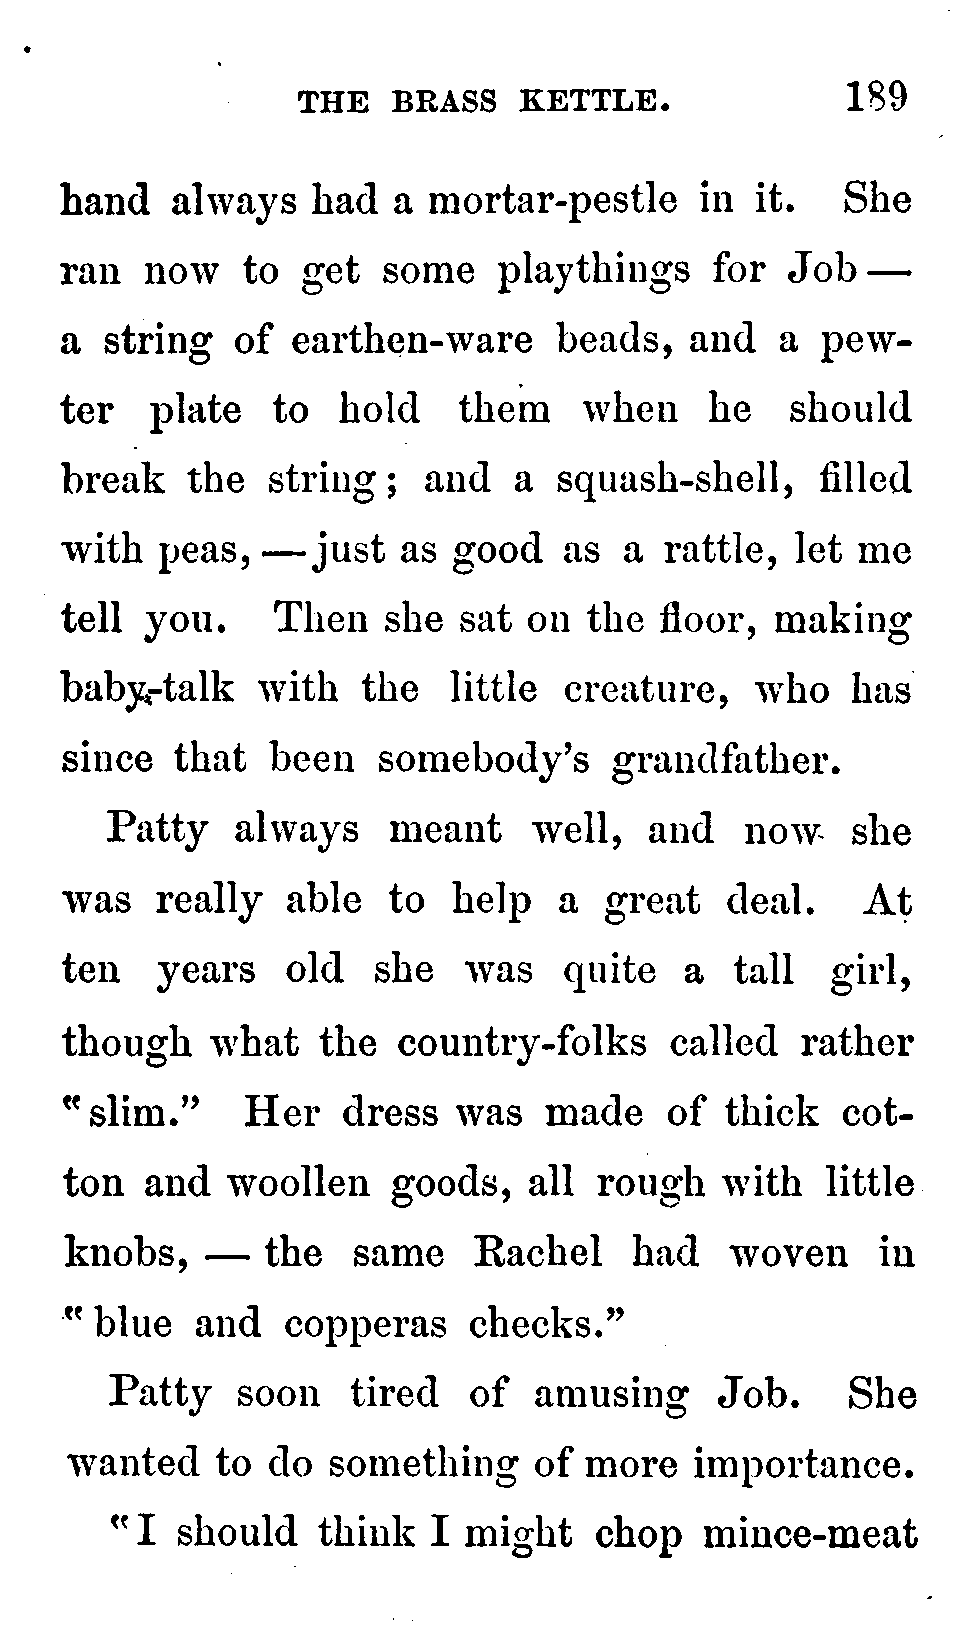 THE BRASS KETTLE. 189
hand always had a mortar-pestle in it. She
ran now to get some playthings for Job —
a string of earthen-ware beads, and a pew-
ter plate to hold them when he should
break the string; and a squash-shell, filled
with peas, — just as good as a rattle, let me
tell you. Then she sat on the floor, making
baby-talk with the little creature, who has
since that been somebody's grandfather.
Patty always meant well, and now she
was really able to help a great deal. At
ten years old she was quite a tall girl,
though what the country-folks called rather
"slim." Her dress was made of thick cot-
ton and woollen goods, all rough with little
knobs, — the same Rachel had woven in
"blue and copperas checks."
Patty soon tired of amusing Job. She
wanted to do something of more importance.
"I should think I might chop mince-meat